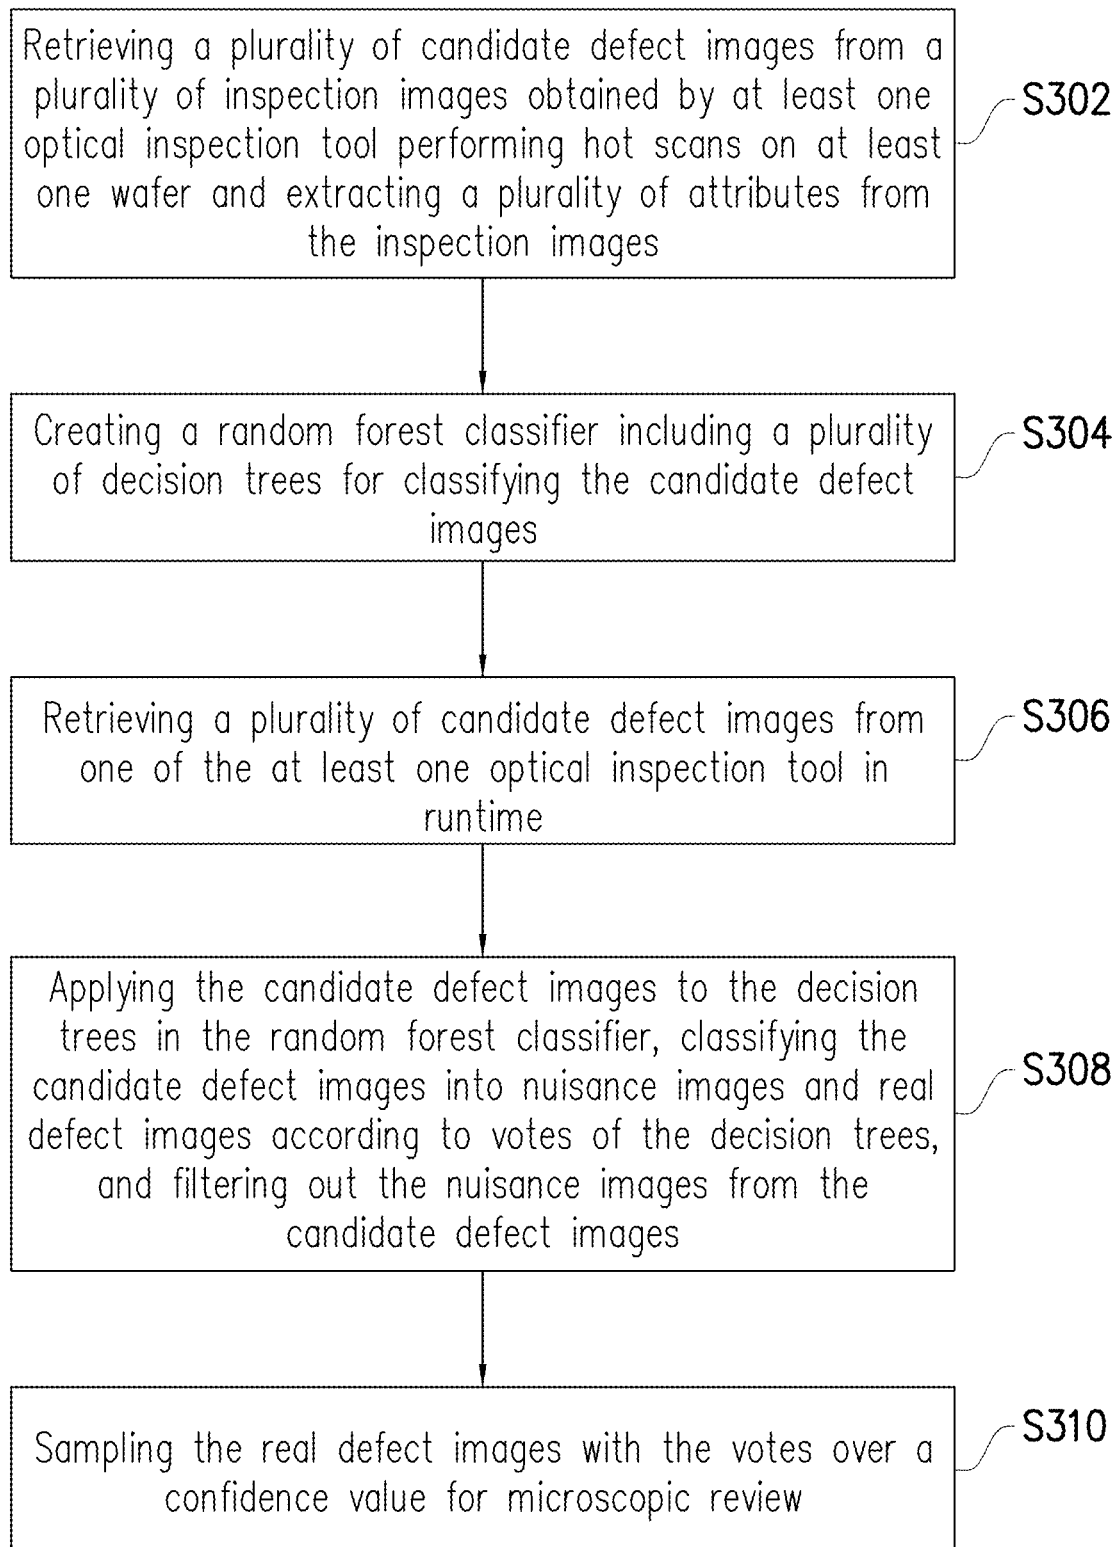 Retrieving a plurality of candidate defect images from a
plurality of inspection images obtained by at least one
optical inspection tool performing hot scans on at least
one wafer and extracting a plurality of attributes from
the inspection images
S302
Creating a random forest classifier including a plurality
of decision trees for classifying the candidate defect
images
S304
Retrieving a plurality of candidate defect images from
one of the at least one optical inspection tool in
runtime
S306
Applying the candidate defect images to the decision
trees in the random forest classifier, classifying the
candidate defect images into nuisance images and real
defect images according to votes of the decision trees,
and filtering out the nuisance images from the
candidate defect images
S308
Sampling the real defect images with the votes over a
confidence value for microscopic review
S310